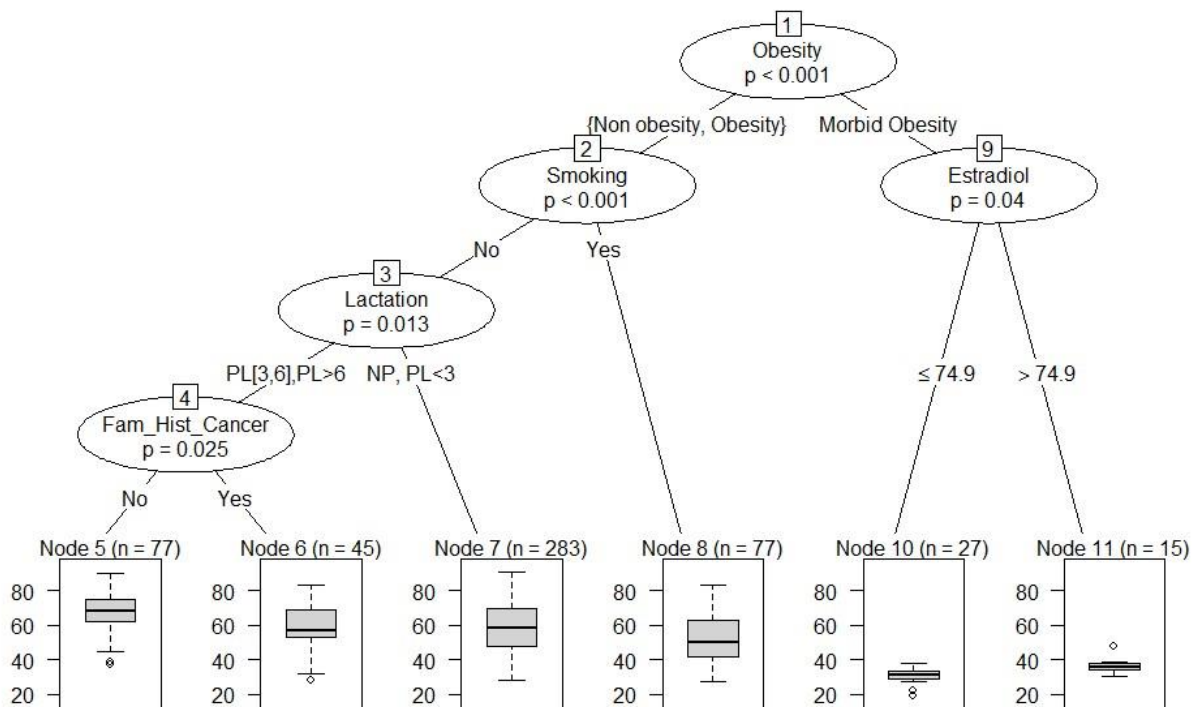 1
Obesity
p < 0.001
{Non obesity, Obesity}
Morbid Obesity
2
Smoking
p < 0.001
9
Estradiol
p = 0.04
No
Yes
3
Lactation
p = 0.013
PL[3,6],PL>6
NP, PL<3
≤ 74.9
> 74.9
4
Fam_Hist_Cancer
p = 0.025
No
Yes
Node 5 (n = 77)
80
60
40
20
Node 6 (n = 45)
80
60
40
20
Node 7 (n = 283)
80
60
40
20
Node 8 (n = 77)
80
60
40
20
Node 10 (n = 27)
80
60
40
20
Node 11 (n = 15)
80
60
40
20